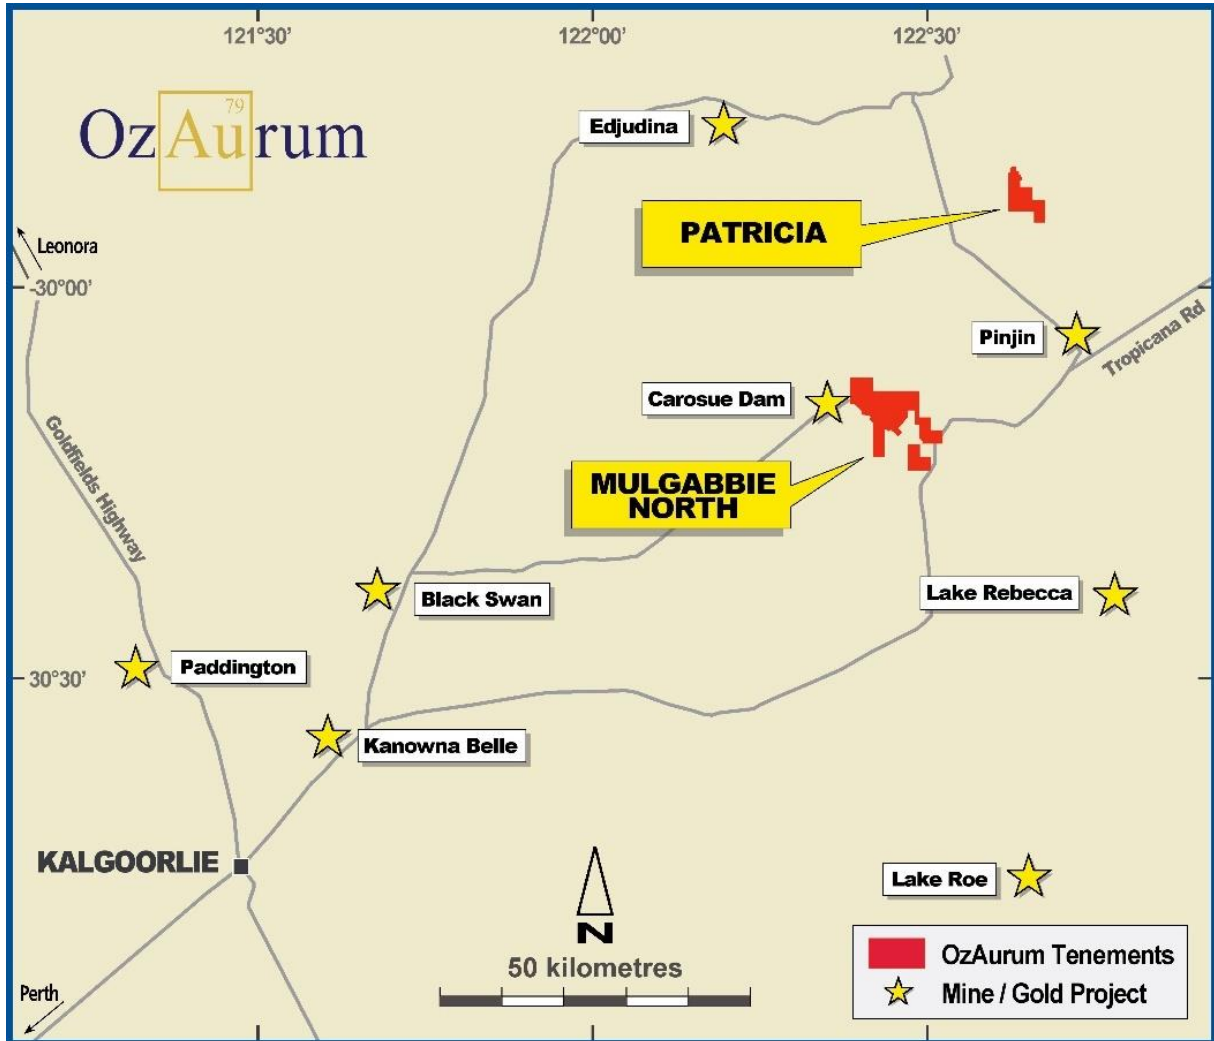 121°30’
122°00’
122°30’
79
OzAurum
Edjudina
PATRICIA
Leonora
-30°00’
Pinjin
Tropicana Rd
Carosue Dam
Goldfields Highway
MULGABBIE
NORTH
Black Swan
Lake Rebecca
Paddington
30°30’
Kanowna Belle
KALGOORLIE
Lake Roe
N
50 kilometres
OzAurum Tenements
Mine / Gold Project
Perth